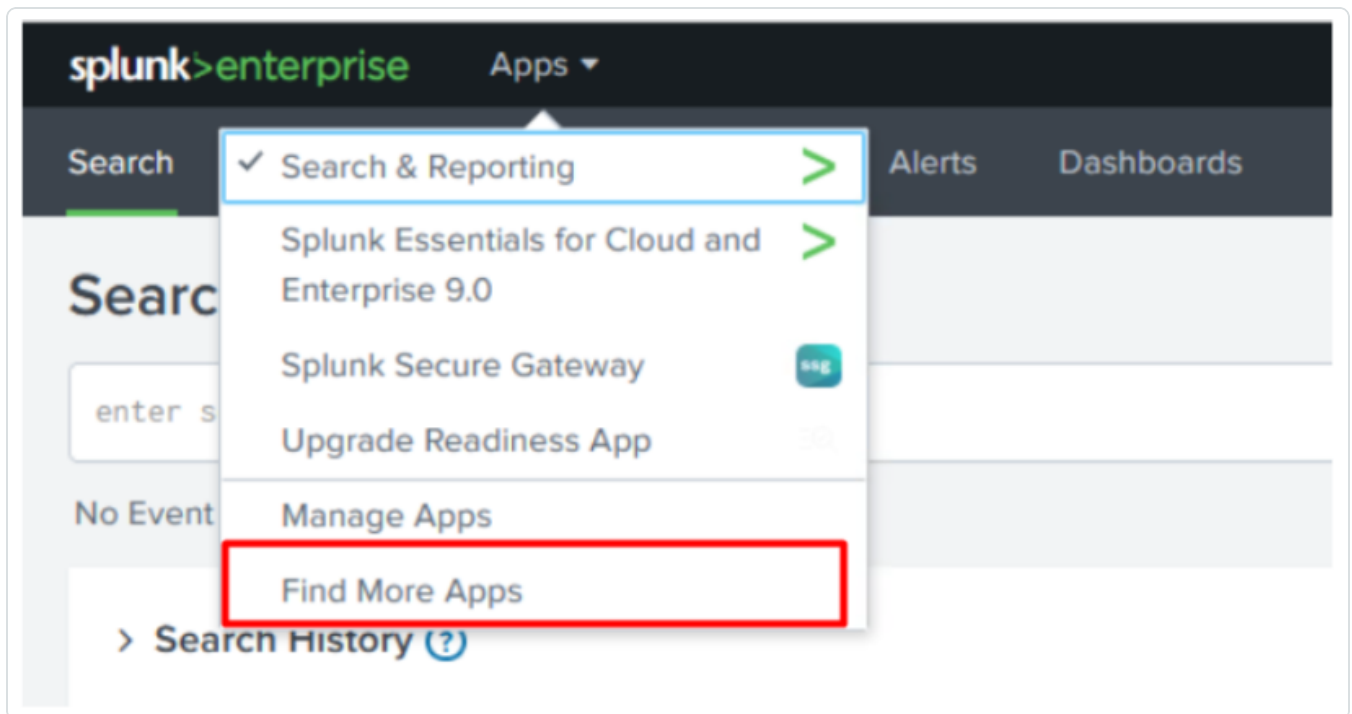 splunk>enterprise Apps
Search Alerts Dashboards
Search & Reporting
Splunk Essentials for Cloud and
Enterprise 9.0
Splunk Secure Gateway
ssg
Upgrade Readiness App
Manage Apps
Find More Apps
Searc
enter s
No Event
> Search History ?